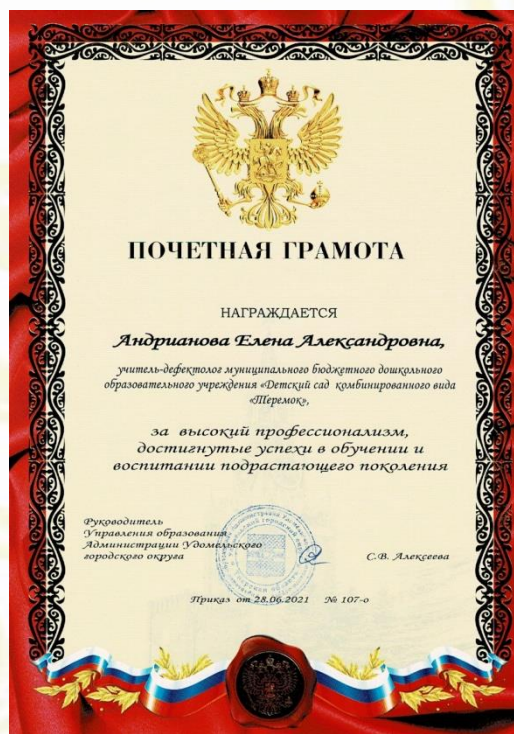 ПОЧЕТНАЯ ГРАМОТА
НАГРАЖДАЕТСЯ
Андрианова Елена Александровна,
учитель-дефектолог муниципального бюджетного дошкольного
образовательного учреждения «Детский сад комбинированного вида
«Теремок»,
за высокий профессионализм,
достигнутые успехи в обучении и
воспитании подрастающего поколения
Руководитель
Управления образования
Администрации Удомельского
городского округа
С.В. Алексеева
Приказ от 28.06.2021 № 107-о